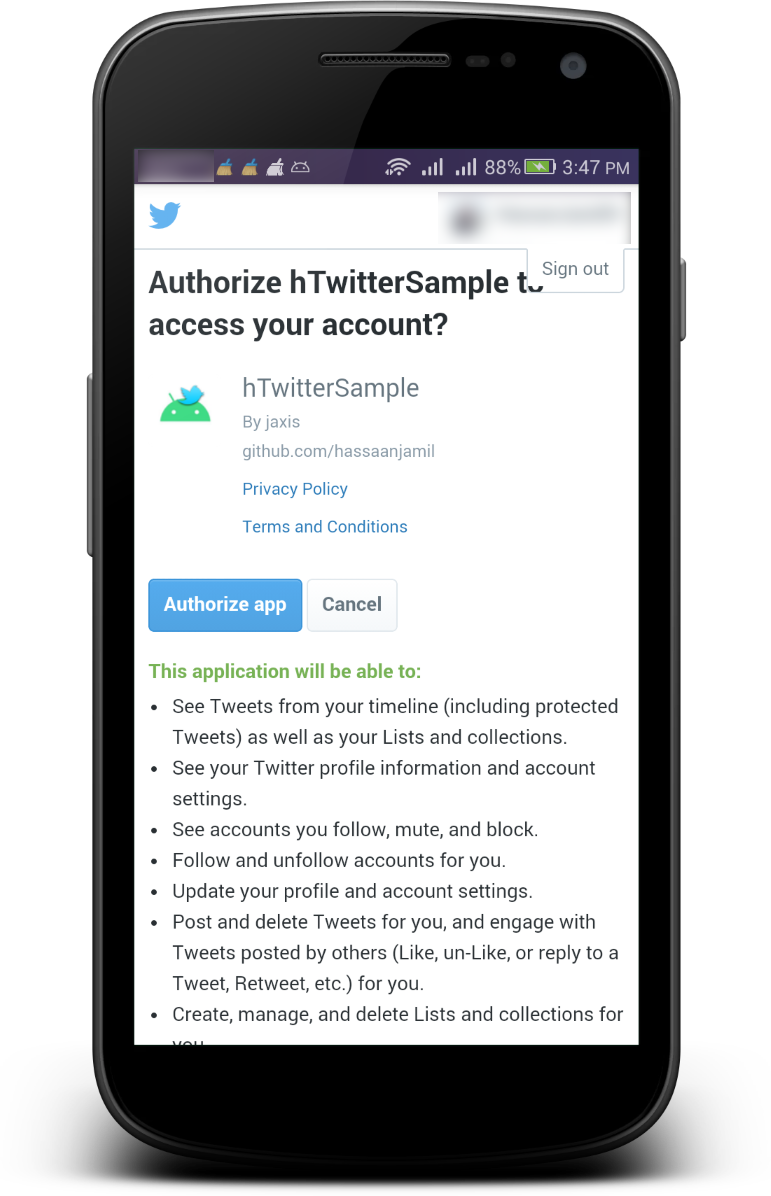 88% 3:47 PM
Sign out
Authorize hTwitterSample to
access your account?
hTwitterSample
By jaxis
github.com/hassaanjamil
Privacy Policy
Terms and Conditions
Authorize app Cancel
This application will be able to:
• See Tweets from your timeline (including protected
Tweets) as well as your Lists and collections.
• See your Twitter profile information and account
settings.
• See accounts you follow, mute, and block.
• Follow and unfollow accounts for you.
• Update your profile and account settings.
• Post and delete Tweets for you, and engage with
Tweets posted by others (Like, un-Like, or reply to a
Tweet, Retweet, etc.) for you.
• Create, manage, and delete Lists and collections for
you.